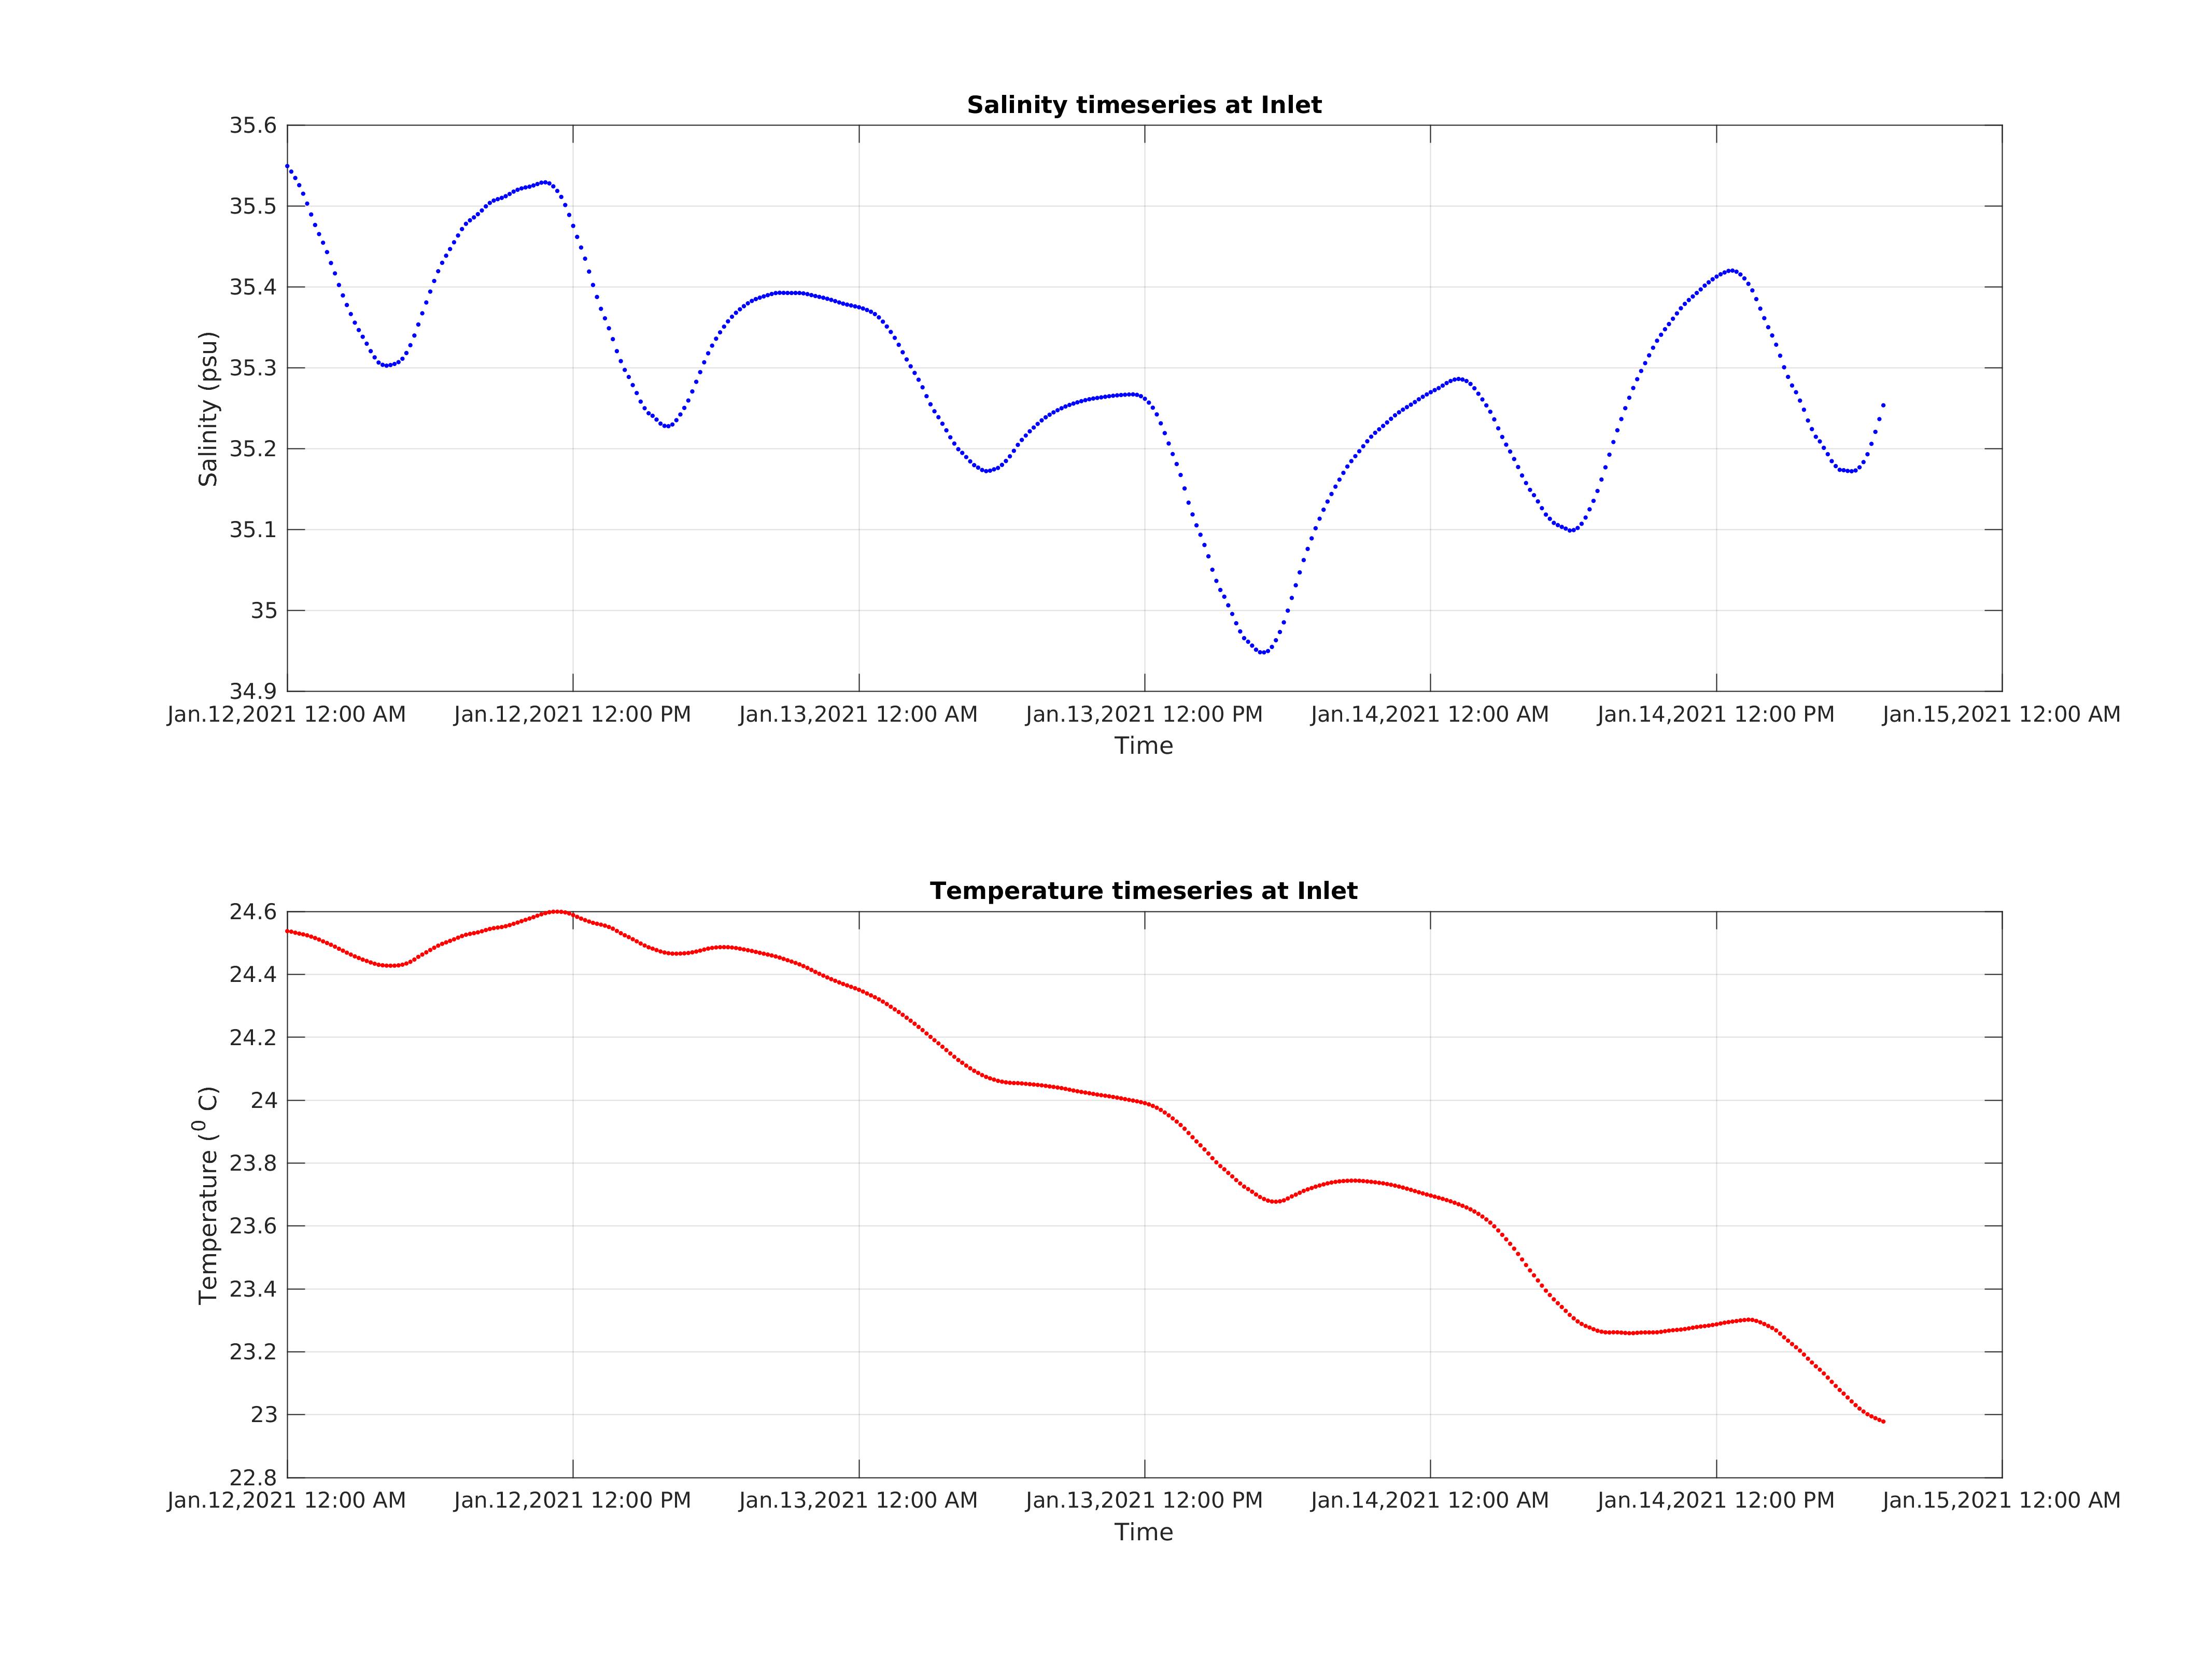 Salinity timeseries at Inlet
35.6
35.5
35.4
35.3
35.2
35.1
35
34.9
Salinity (psu)
Jan.12,2021 12:00 AM Jan.12,2021 12:00 PM Jan.13,2021 12:00 AM Jan.13,2021 12:00 PM Jan.14,2021 12:00 AM Jan.14,2021 12:00 PM Jan.15,2021 12:00 AM
Time
Temperature timeseries at Inlet
24.6
24.4
24.2
24
23.8
23.6
23.4
23.2
23
22.8
Temperature (⁰ C)
Jan.12,2021 12:00 AM Jan.12,2021 12:00 PM Jan.13,2021 12:00 AM Jan.13,2021 12:00 PM Jan.14,2021 12:00 AM Jan.14,2021 12:00 PM Jan.15,2021 12:00 AM
Time